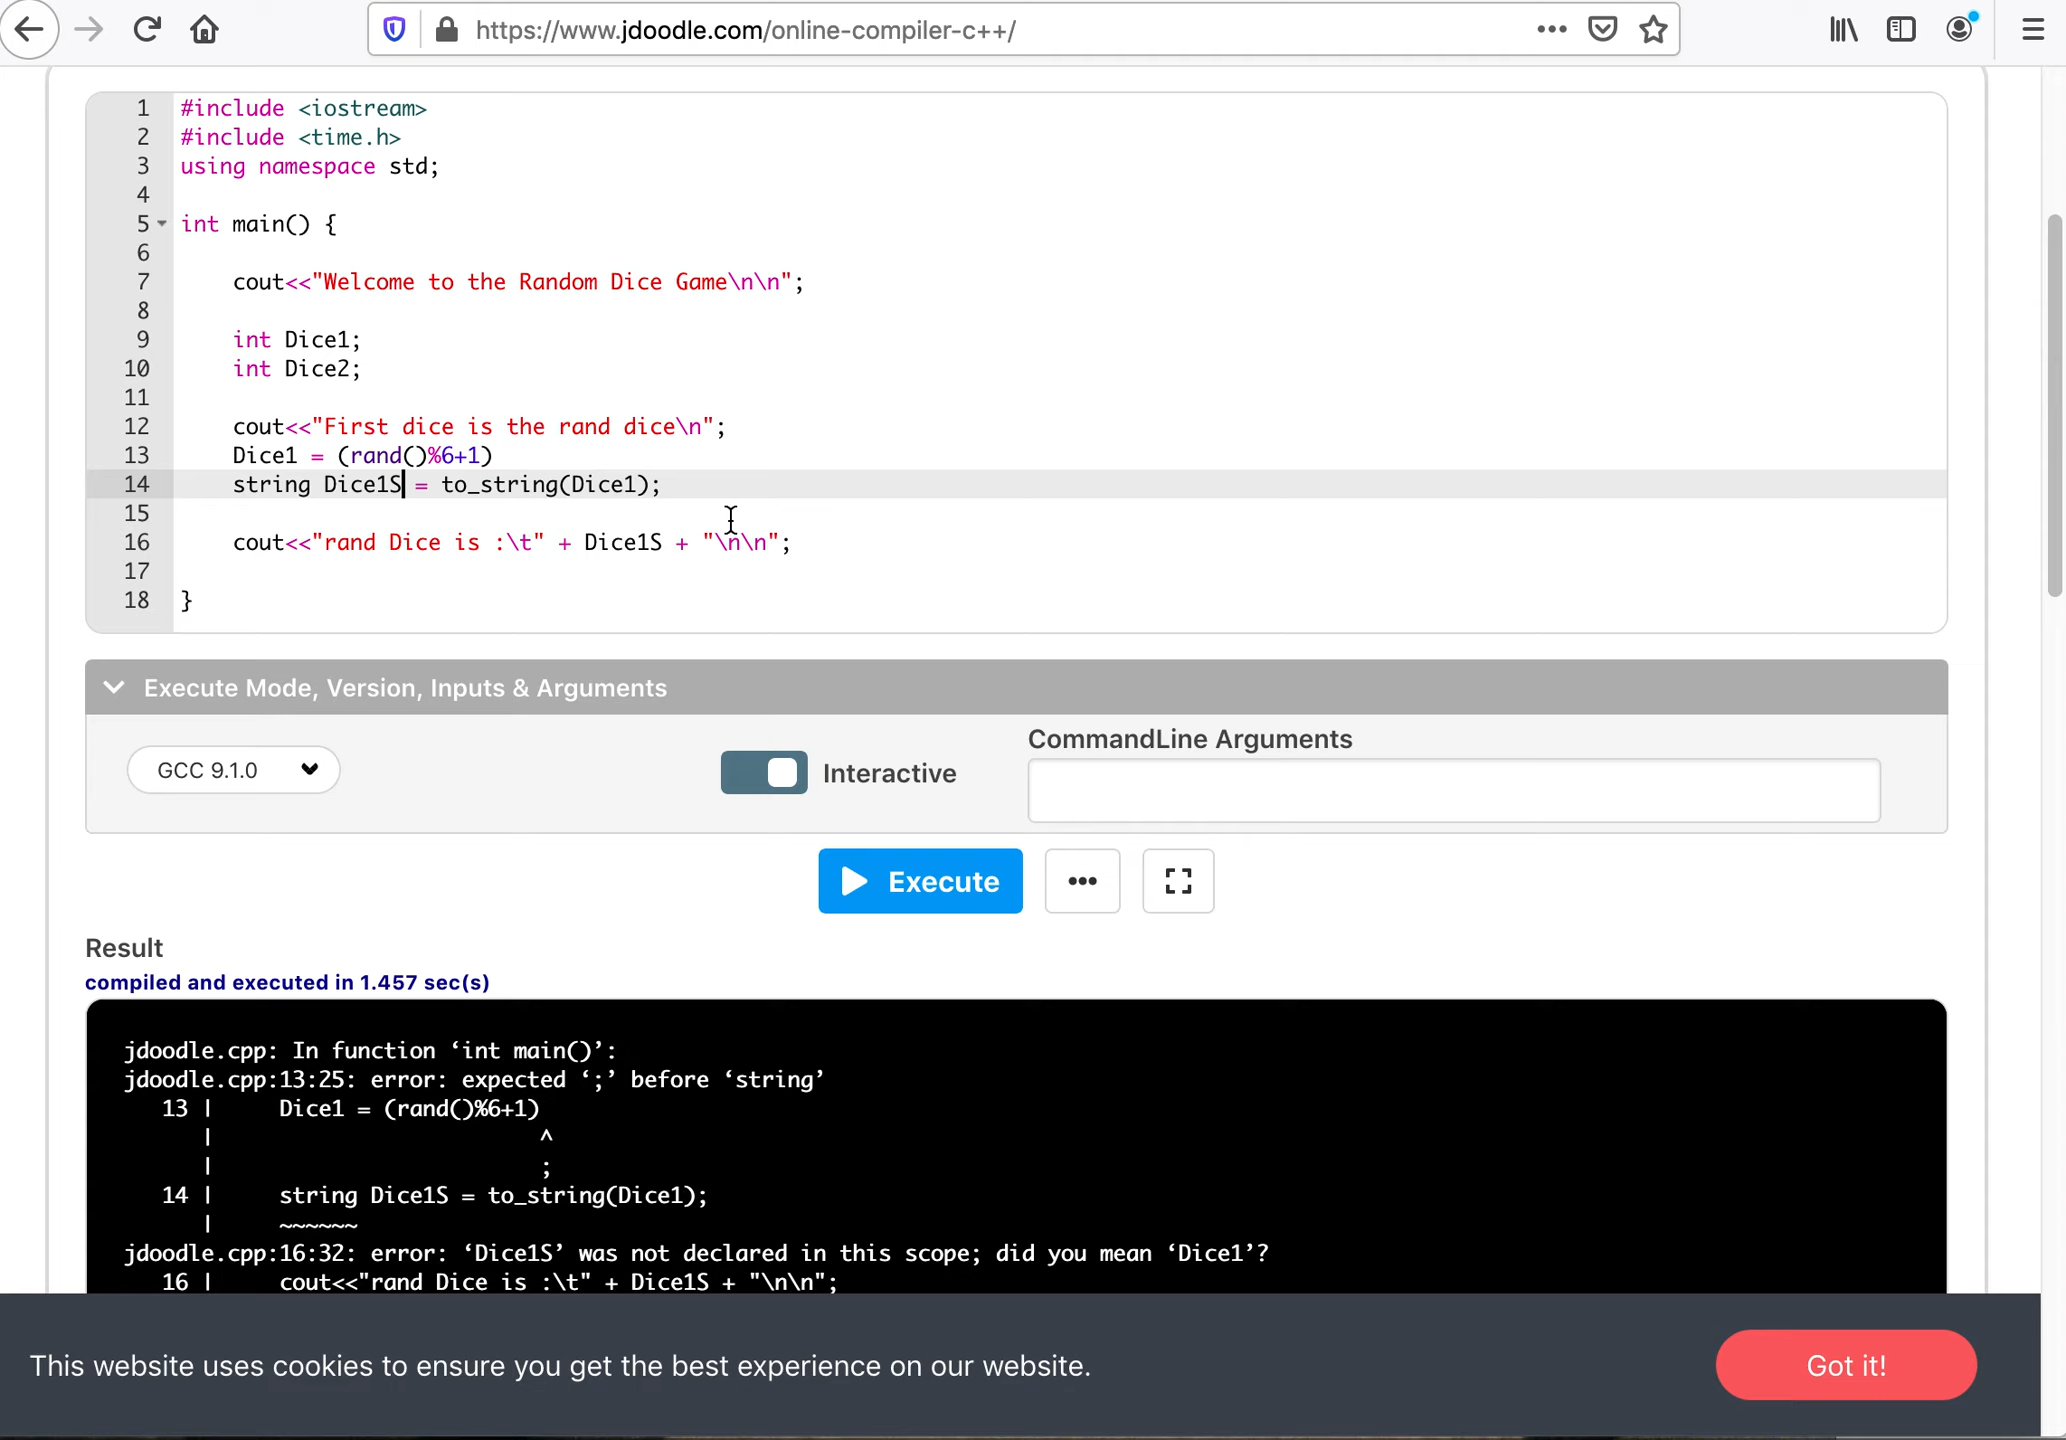 https://www.jdoodle.com/online-compiler-c++/
1 #include <iostream>
2 #include <time.h>
3 using namespace std;
4
5 int main() {
6
7 cout<<"Welcome to the Random Dice Game\n\n";
8
9 int Dice1;
10 int Dice2;
11
12 cout<<"First dice is the rand dice\n";
13 Dice1 = (rand()%6+1)
14 string Dice1S = to_string(Dice1);
15
16 cout<<"rand Dice is :\t" + Dice1S + "\n\n";
17
18 }
Execute Mode, Version, Inputs & Arguments
CommandLine Arguments
GCC 9.1.0 Interactive
Execute
Result
compiled and executed in 1.457 sec(s)
jdoodle.cpp: In function ‘int main()’:
jdoodle.cpp:13:25: error: expected ‘;’ before ‘string’
13 | Dice1 = (rand()%6+1)
| ^
| ;
14 | string Dice1S = to_string(Dice1);
| ~~~~~~
jdoodle.cpp:16:32: error: ‘Dice1S’ was not declared in this scope; did you mean ‘Dice1’?
16 | cout<<"rand Dice is :\t" + Dice1S + "\n\n";
This website uses cookies to ensure you get the best experience on our website.
Got it!